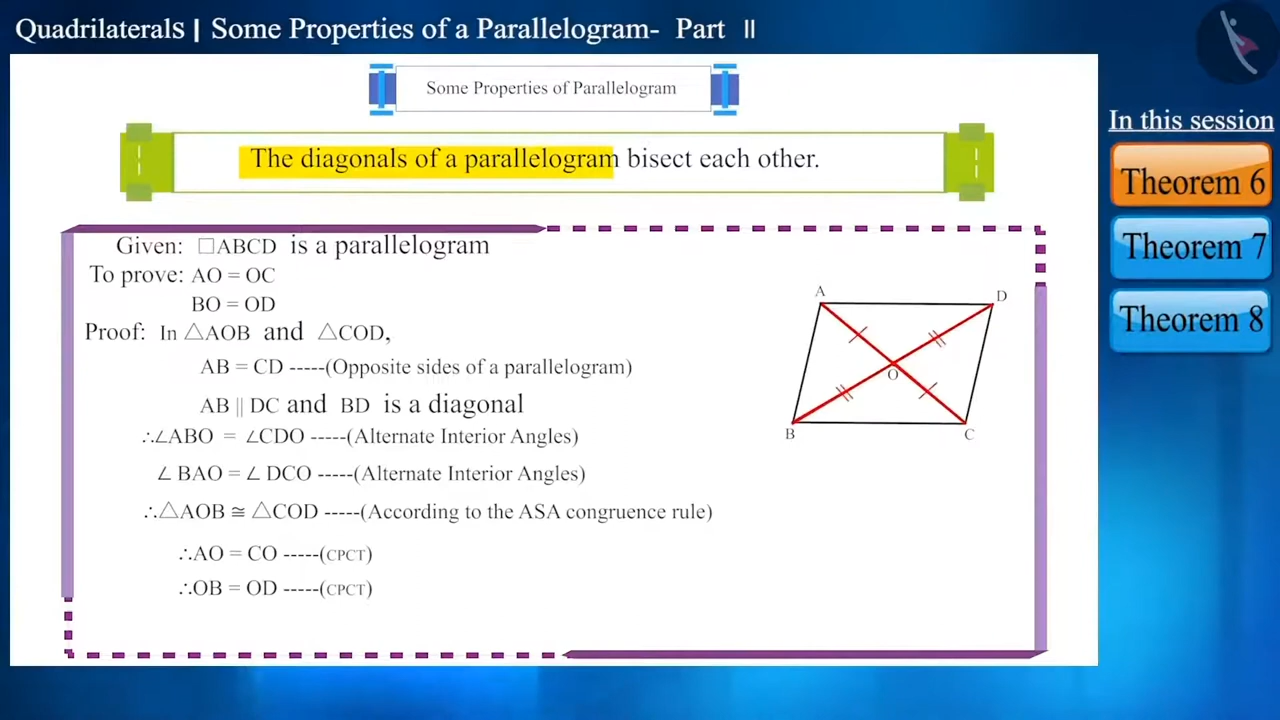 Quadrilaterals | Some Properties of a Parallelogram- Part II
Some Properties of Parallelogram
In this session
The diagonals of a parallelogram bisect each other.
Theorem 6
Theorem 7
Theorem 8
Given: □ABCD is a parallelogram
To prove: AO = OC
BO = OD
Proof: In △AOB and △COD,
AB = CD -----(Opposite sides of a parallelogram)
AB || DC and BD is a diagonal
∴∠ABO = ∠CDO -----(Alternate Interior Angles)
∠ BAO = ∠ DCO -----(Alternate Interior Angles)
∴△AOB ≅ △COD -----(According to the ASA congruence rule)
∴AO = CO -----(CPCT)
∴OB = OD -----(CPCT)
A
D
O
B
C